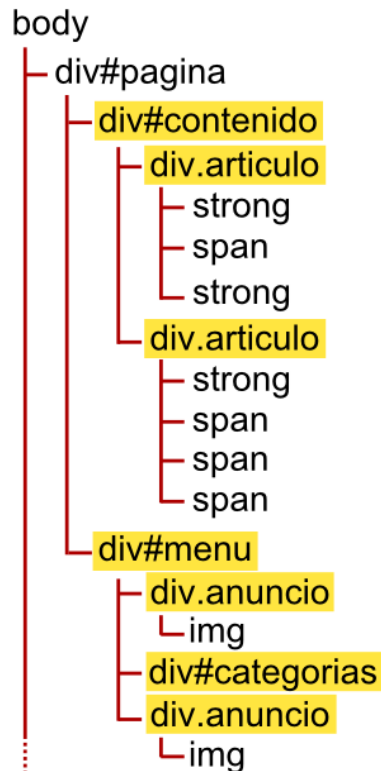 body
div#pagina
div#contenido
div.articulo
strong
span
strong
div.articulo
strong
span
span
span
div#menu
div.anuncio
img
div#categorias
div.anuncio
img